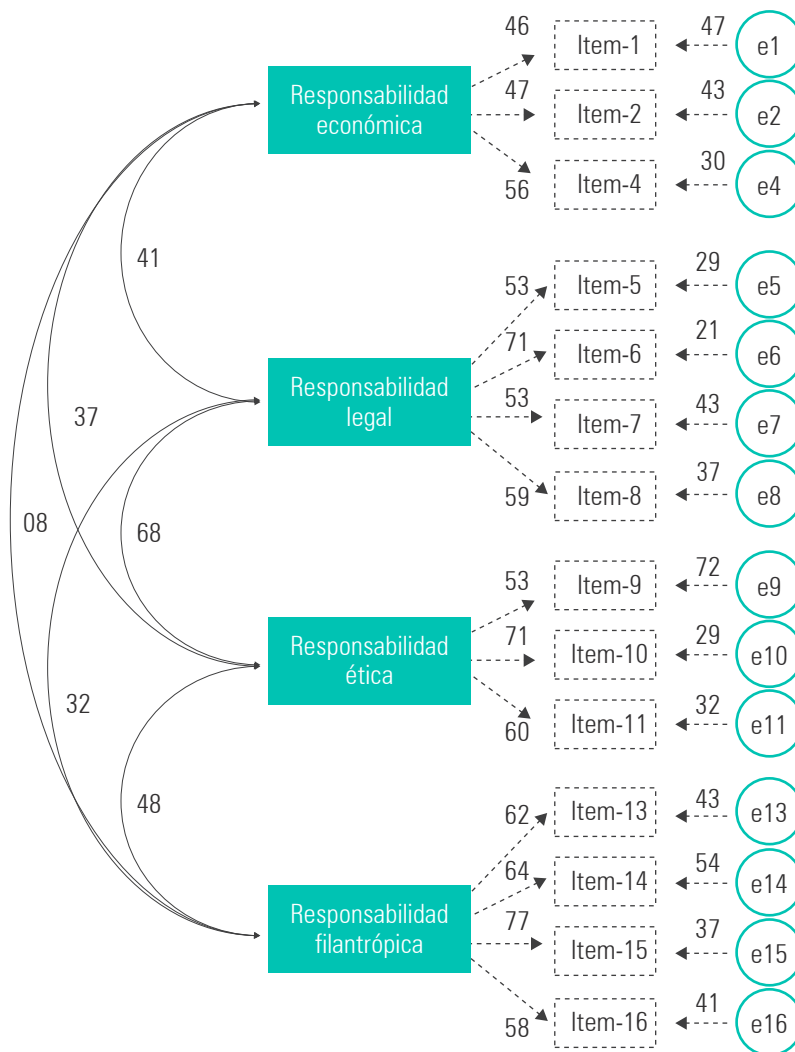 46
Item-1
47
e1
Responsabilidad
económica
47
Item-2
43
e2
56
Item-4
30
e4
41
53
Item-5
29
e5
71
Item-6
21
e6
Responsabilidad
legal
53
Item-7
43
e7
59
Item-8
37
e8
37
08
68
32
53
Item-9
72
e9
Responsabilidad
ética
71
Item-10
29
e10
60
Item-11
32
e11
48
62
Item-13
43
e13
64
Item-14
54
e14
Responsabilidad
filantrópica
77
Item-15
37
e15
58
Item-16
41
e16